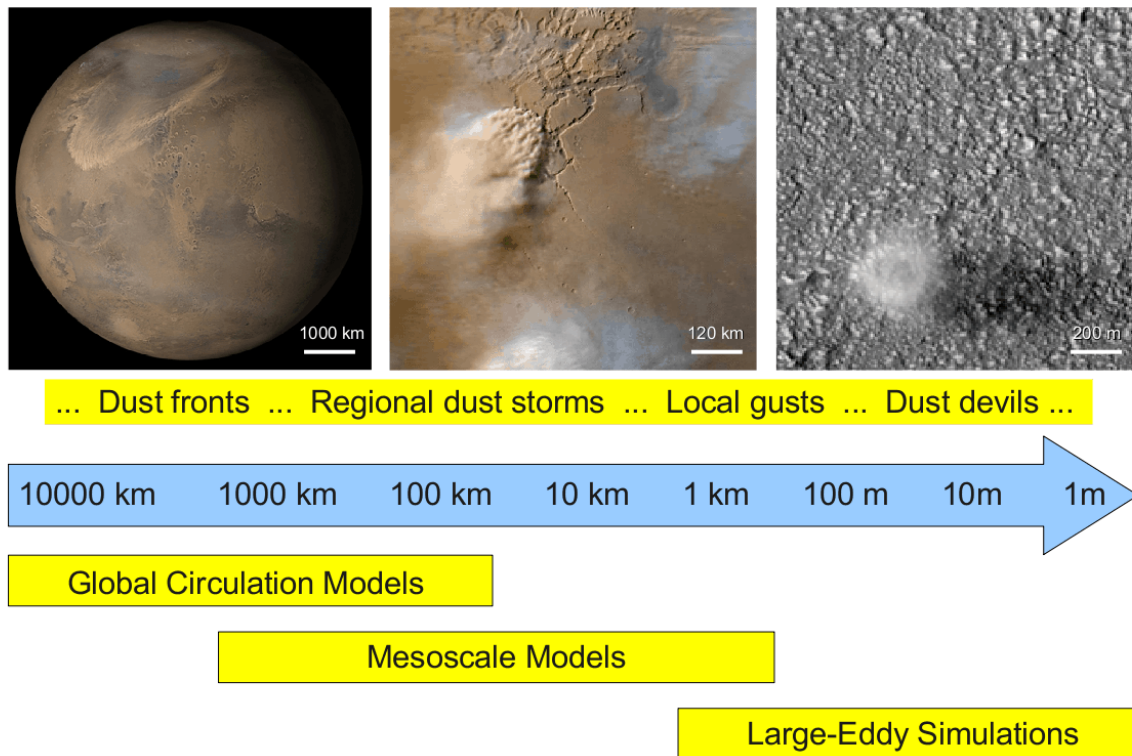 1000 km
120 km
200 m
... Dust fronts ... Regional dust storms ... Local gusts ... Dust devils ...
10000 km 1000 km 100 km 10 km 1 km 100 m 10m 1m
Global Circulation Models
Mesoscale Models
Large-Eddy Simulations